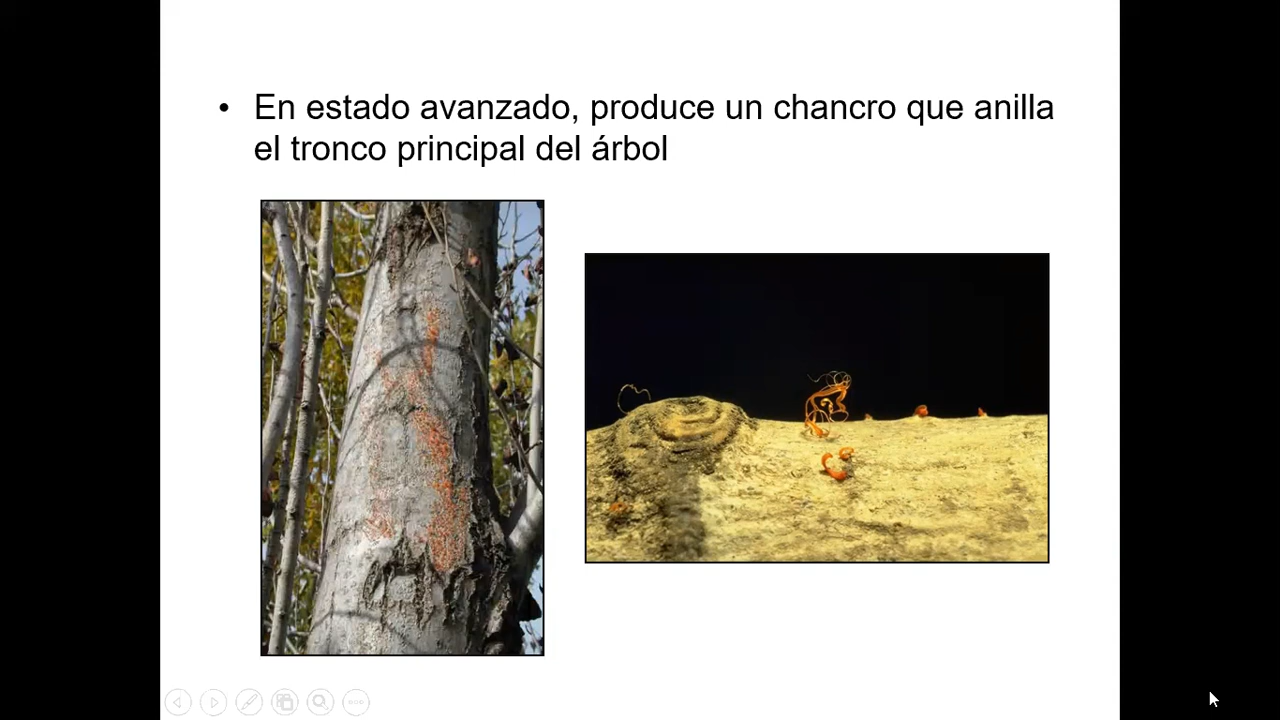 • En estado avanzado, produce un chancro que anilla
el tronco principal del árbol